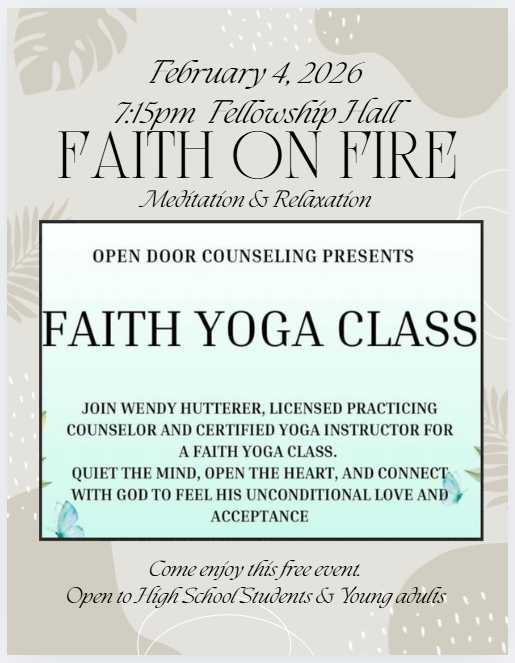 February 4, 2026
7:15pm Fellowship Hall
FAITH ON FIRE
Meditation & Relaxation
OPEN DOOR COUNSELING PRESENTS
FAITH YOGA CLASS
JOIN WENDY HUTTERER, LICENSED PRACTICING
COUNSELOR AND CERTIFIED YOGA INSTRUCTOR FOR
A FAITH YOGA CLASS.
QUIET THE MIND, OPEN THE HEART, AND CONNECT
WITH GOD TO FEEL HIS UNCONDITIONAL LOVE AND
ACCEPTANCE
Come enjoy this free event.
Open to High School Students & Young adults